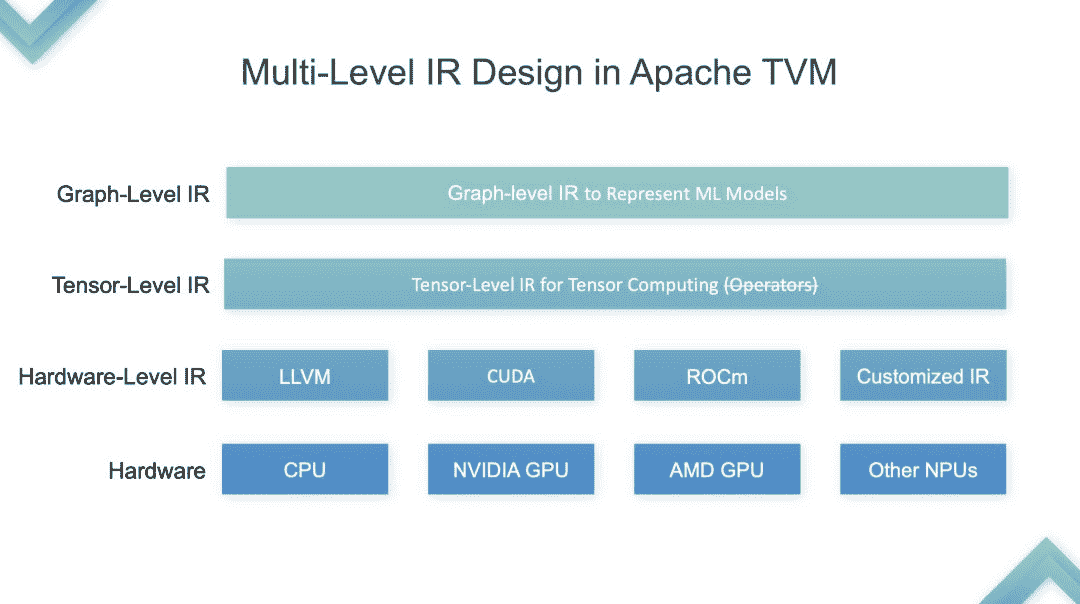 Multi-Level IR Design in Apache TVM
Graph-Level IR
Graph-level IR to Represent ML Models
Tensor-Level IR
Tensor-Level IR for Tensor Computing (Operators)
Hardware-Level IR
LLVM
CUDA
ROCm
Customized IR
Hardware
CPU
NVIDIA GPU
AMD GPU
Other NPUs